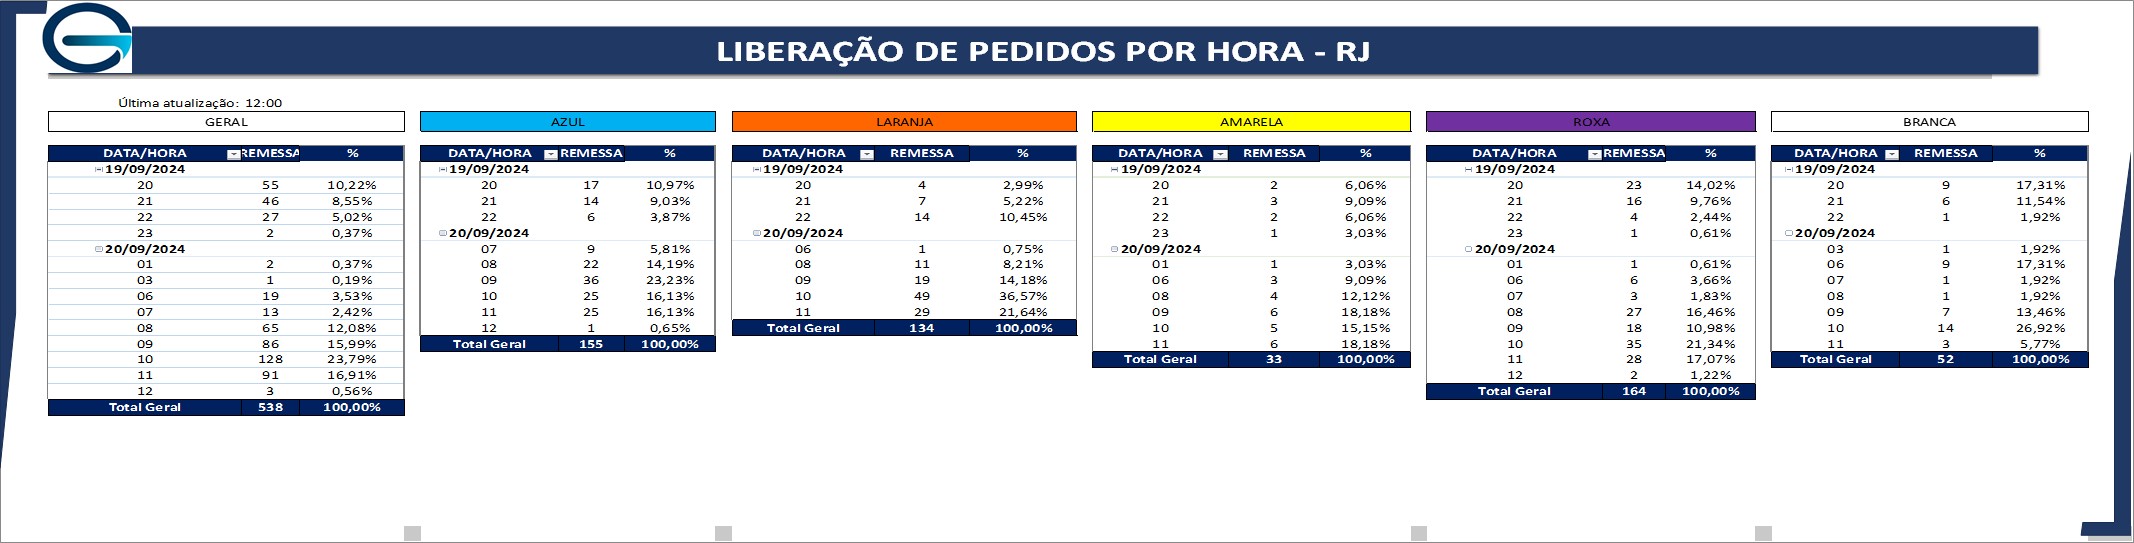 LIBERAÇÃO DE PEDIDOS POR HORA - RJ
Última atualização: 12:00
GERAL
DATA/HORA REMESSA %
19/09/2024
20 55 10,22%
21 46 8,55%
22 27 5,02%
23 2 0,37%
20/09/2024
01 2 0,37%
03 1 0,19%
06 19 3,53%
07 13 2,42%
08 65 12,08%
09 86 15,99%
10 128 23,79%
11 91 16,91%
12 3 0,56%
Total Geral 538 100,00%
AZUL
DATA/HORA REMESSA %
19/09/2024
20 17 10,97%
21 14 9,03%
22 6 3,87%
20/09/2024
07 9 5,81%
08 22 14,19%
09 36 23,23%
10 25 16,13%
11 25 16,13%
12 1 0,65%
Total Geral 155 100,00%
LARANJA
DATA/HORA REMESSA %
19/09/2024
20 4 2,99%
21 7 5,22%
22 14 10,45%
20/09/2024
06 1 0,75%
08 11 8,21%
09 19 14,18%
10 49 36,57%
11 29 21,64%
Total Geral 134 100,00%
AMARELA
DATA/HORA REMESSA %
19/09/2024
20 2 6,06%
21 3 9,09%
22 2 6,06%
23 1 3,03%
20/09/2024
01 1 3,03%
06 3 9,09%
08 4 12,12%
09 6 18,18%
10 5 15,15%
11 6 18,18%
Total Geral 33 100,00%
ROXA
DATA/HORA REMESSA %
19/09/2024
20 23 14,02%
21 16 9,76%
22 4 2,44%
23 1 0,61%
20/09/2024
01 1 0,61%
06 6 3,66%
07 3 1,83%
08 27 16,46%
09 18 10,98%
10 35 21,34%
11 28 17,07%
12 2 1,22%
Total Geral 164 100,00%
BRANCA
DATA/HORA REMESSA %
19/09/2024
20 9 17,31%
21 6 11,54%
22 1 1,92%
20/09/2024
03 1 1,92%
06 9 17,31%
07 1 1,92%
08 1 1,92%
09 7 13,46%
10 14 26,92%
11 3 5,77%
Total Geral 52 100,00%